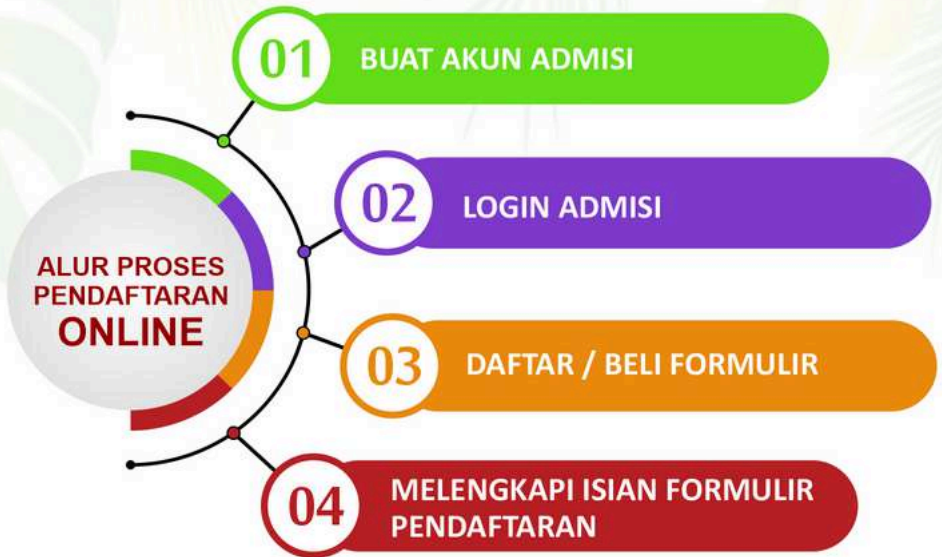 01
BUAT AKUN ADMISI
02
LOGIN ADMISI
ALUR PROSES
PENDAFTARAN
ONLINE
03
DAFTAR / BELI FORMULIR
04
MELENGKAPI ISIAN FORMULIR
PENDAFTARAN